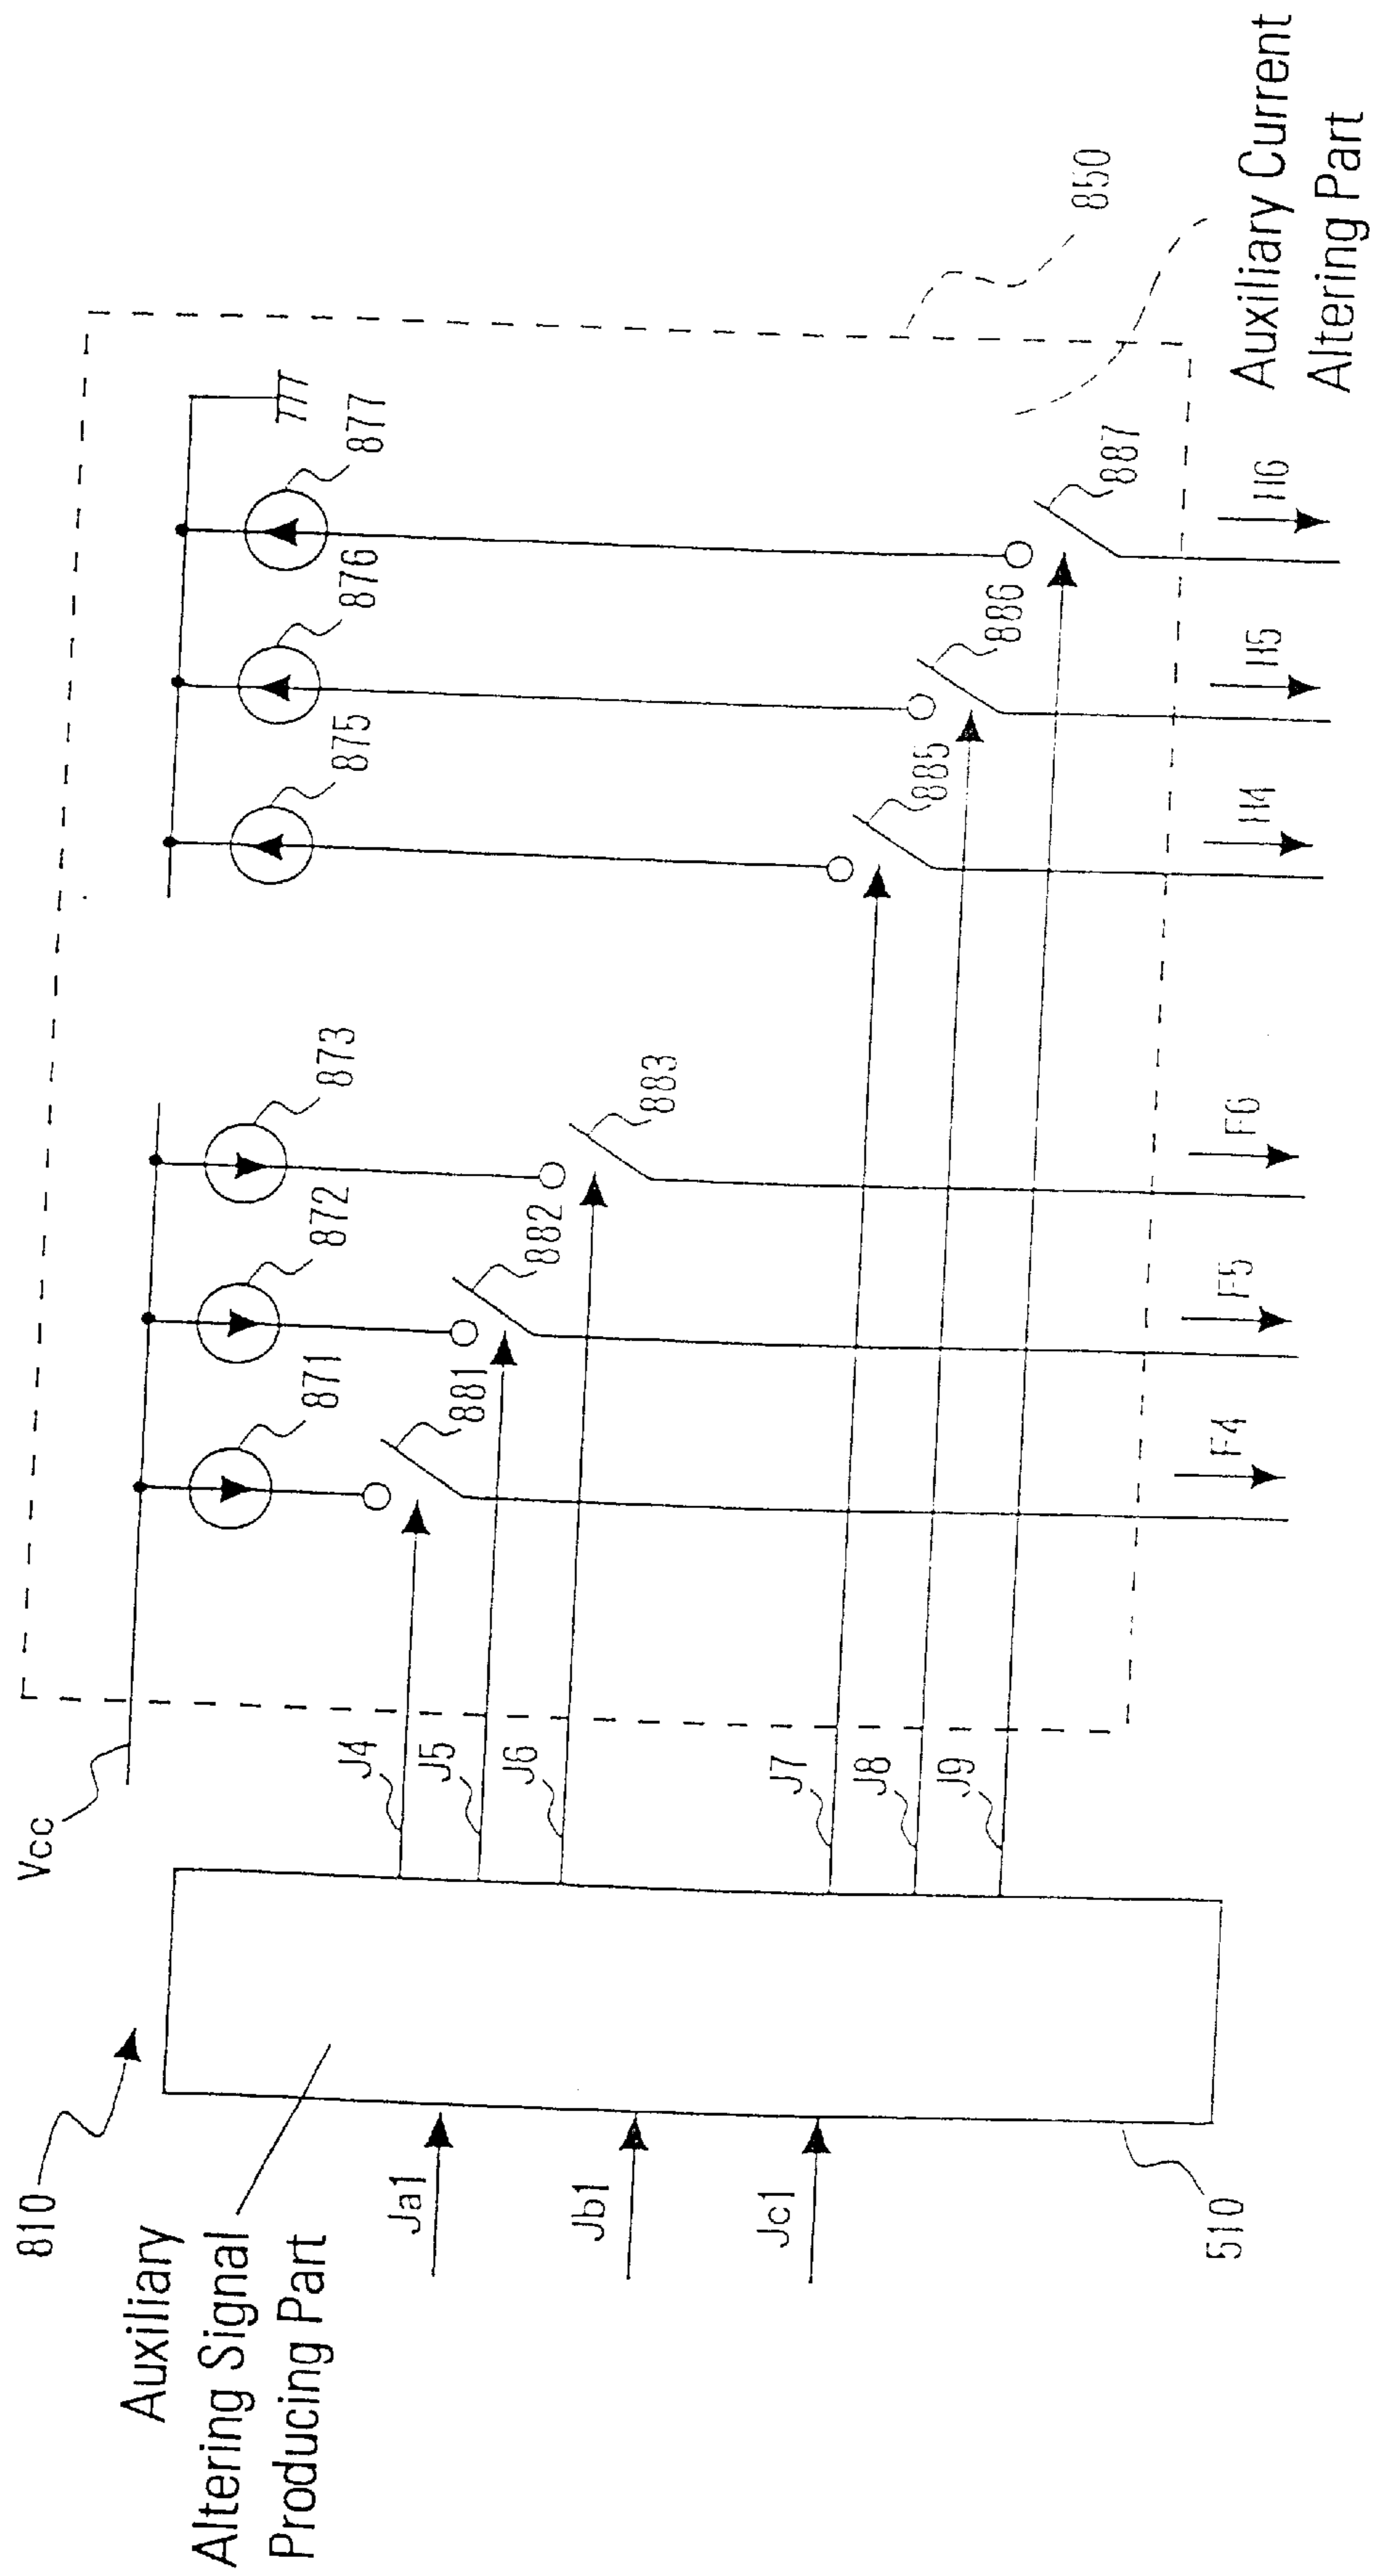 810
Auxiliary
Altering Signal
Producing Part
Ja1
Jb1
Jc1
510
Vcc
J4
J5
J6
J7
J8
J9
871
872
873
875
876
877
881
882
883
885
886
887
F4
F5
F6
H4
H5
H6
850
Auxiliary Current
Altering Part